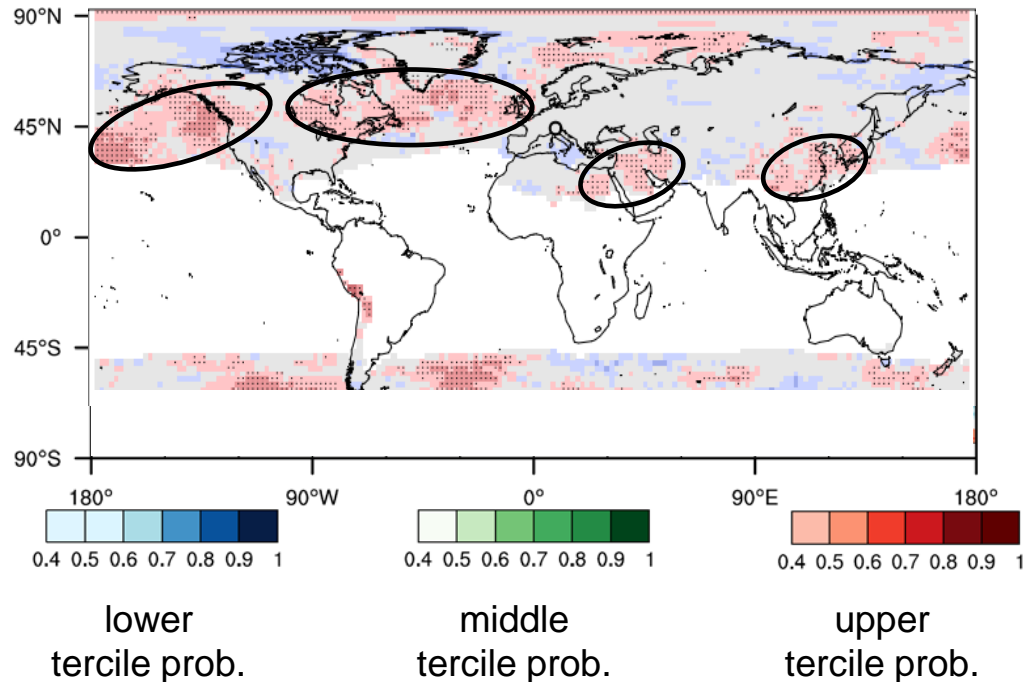 90°N
45°N
0°
45°S
90°S
180° 90°W 0° 90°E 180°
0.4 0.5 0.6 0.7 0.8 0.9 1
0.4 0.5 0.6 0.7 0.8 0.9 1
0.4 0.5 0.6 0.7 0.8 0.9 1
lower
tercile prob.
middle
tercile prob.
upper
tercile prob.